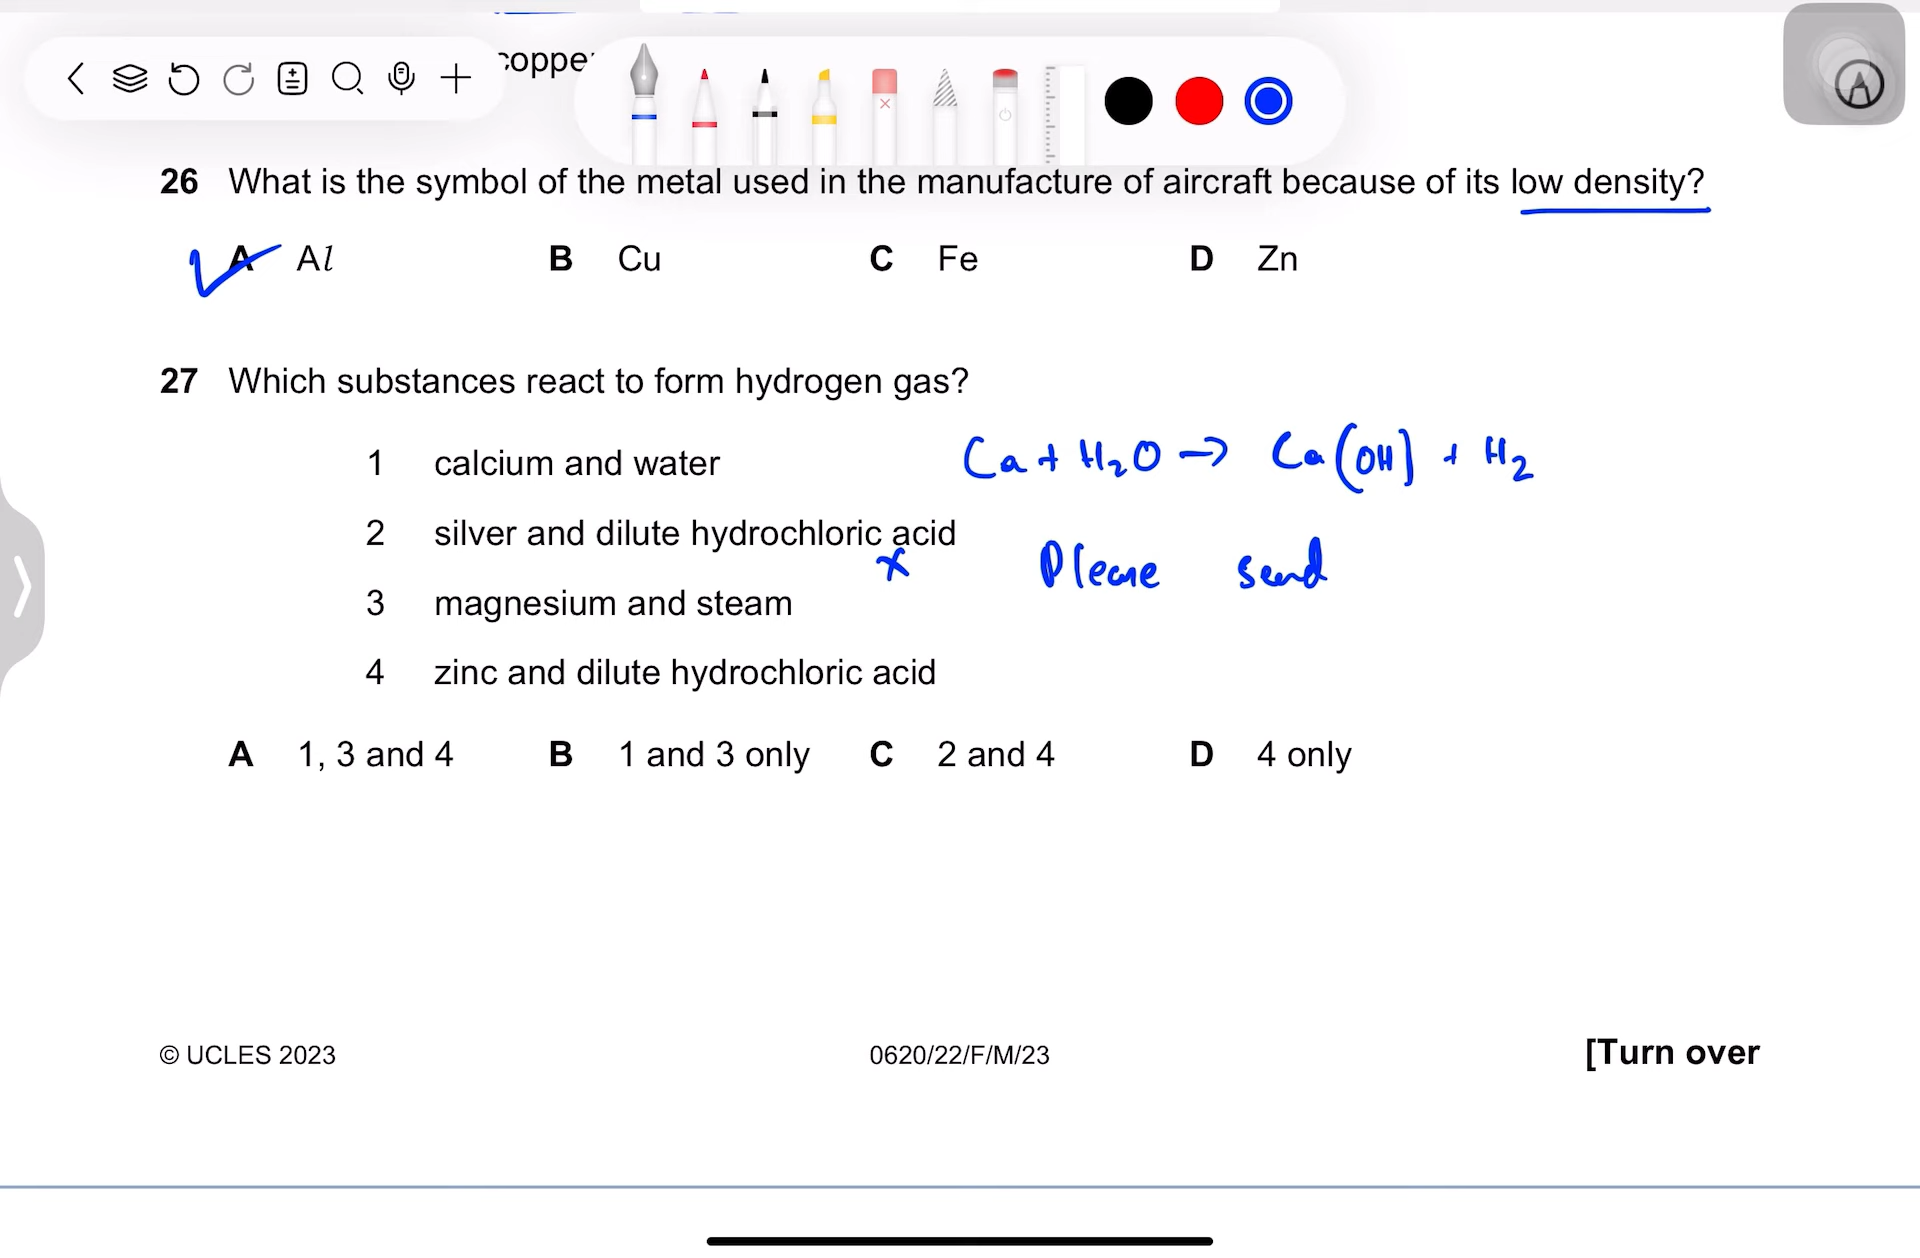 copper
26 What is the symbol of the metal used in the manufacture of aircraft because of its low density?
A Al B Cu C Fe D Zn
27 Which substances react to form hydrogen gas?
1 calcium and water Ca + H₂O → Ca(OH) + H₂
2 silver and dilute hydrochloric acid x
Please send
3 magnesium and steam
4 zinc and dilute hydrochloric acid
A 1, 3 and 4 B 1 and 3 only C 2 and 4 D 4 only
© UCLES 2023 0620/22/F/M/23 [Turn over